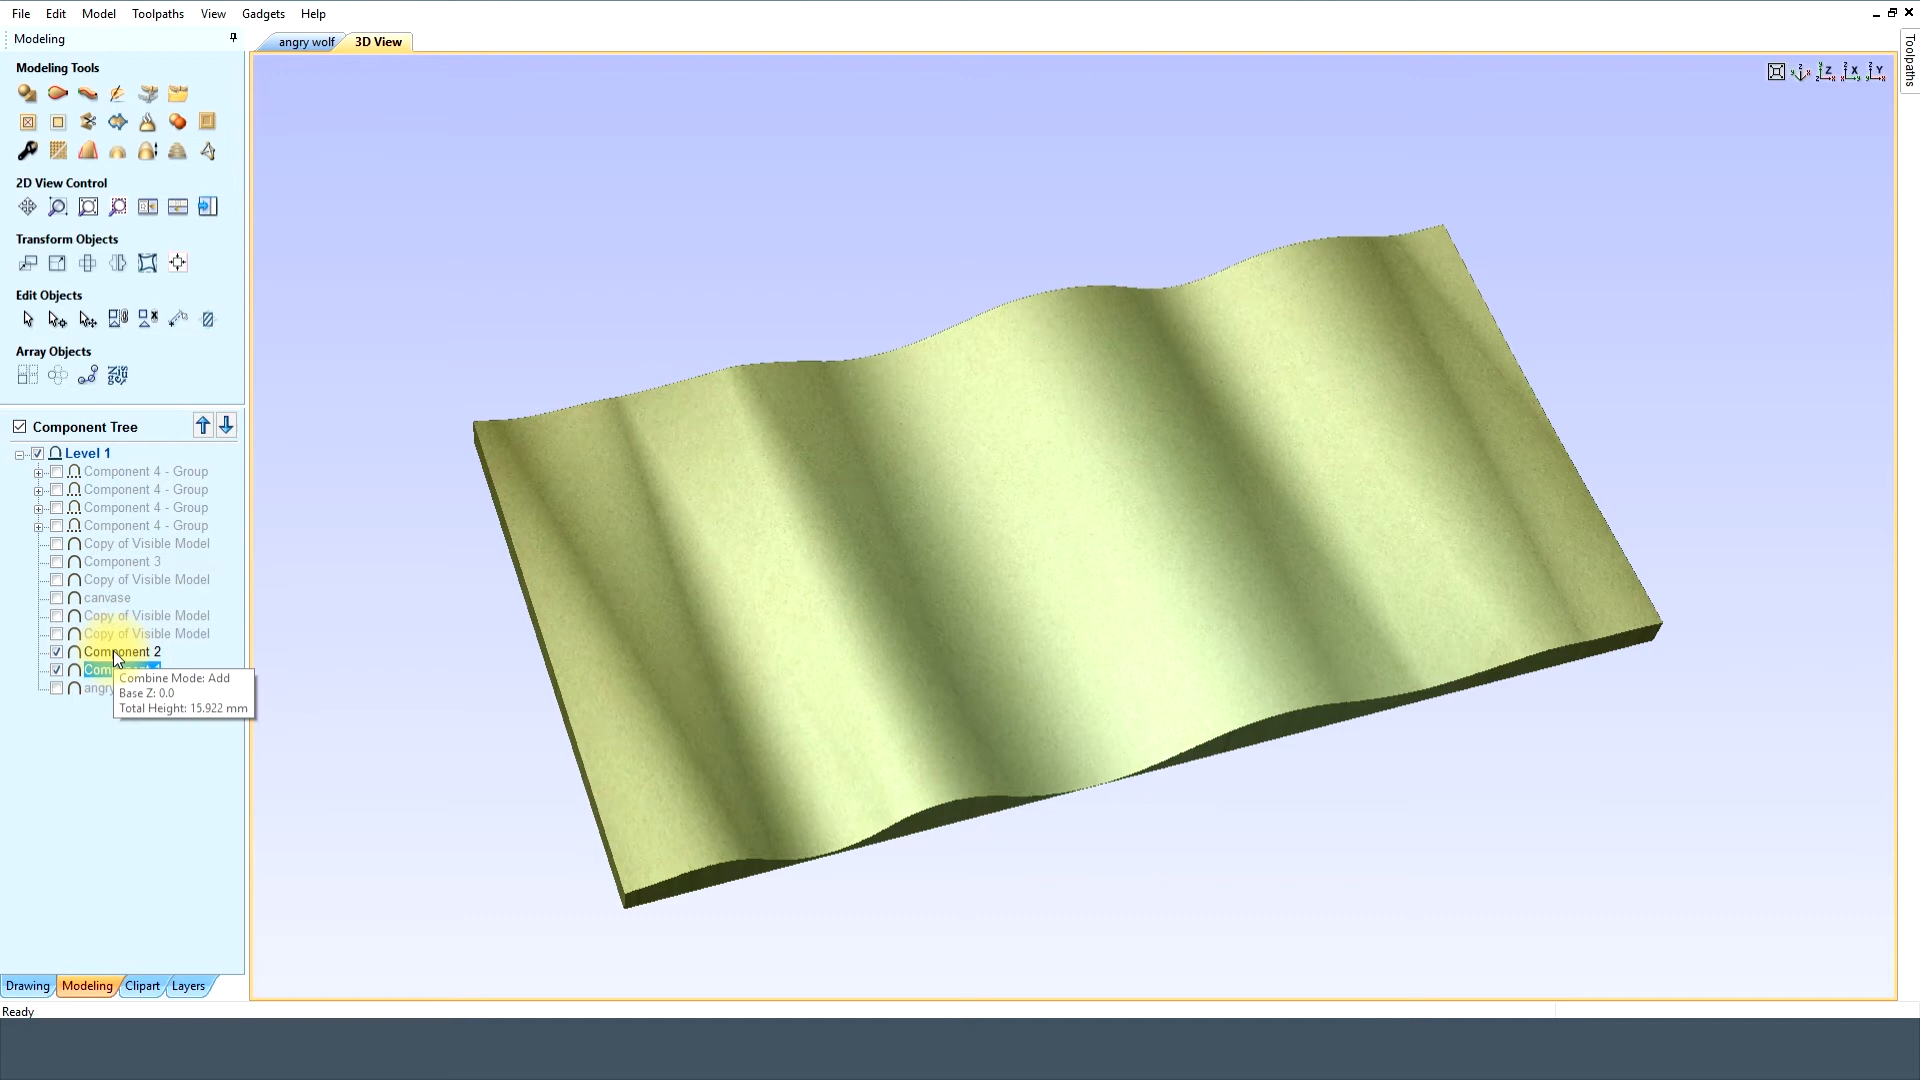 File Edit Model Toolpaths View Gadgets Help
Modeling
angry wolf 3D View
Toolpaths
Modeling Tools
2D View Control
Transform Objects
Edit Objects
Array Objects
Component Tree
Level 1
Component 4 - Group
Component 4 - Group
Component 4 - Group
Component 4 - Group
Copy of Visible Model
Component 3
Copy of Visible Model
canvase
Copy of Visible Model
Copy of Visible Model
Component 2
Combine Mode: Add
angry
Base Z: 0.0
Total Height: 15.922 mm
Drawing Modeling Clipart Layers
Ready